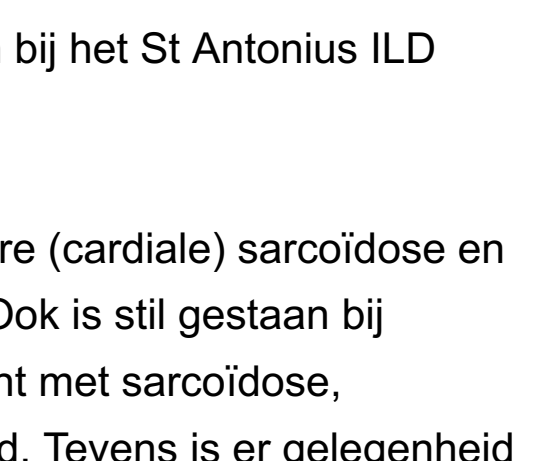 bij het St Antonius ILD
re (cardiale) sarcoïdose en
Ook is stil gestaan bij
nt met sarcoïdose,
d. Tevens is er gelegenheid